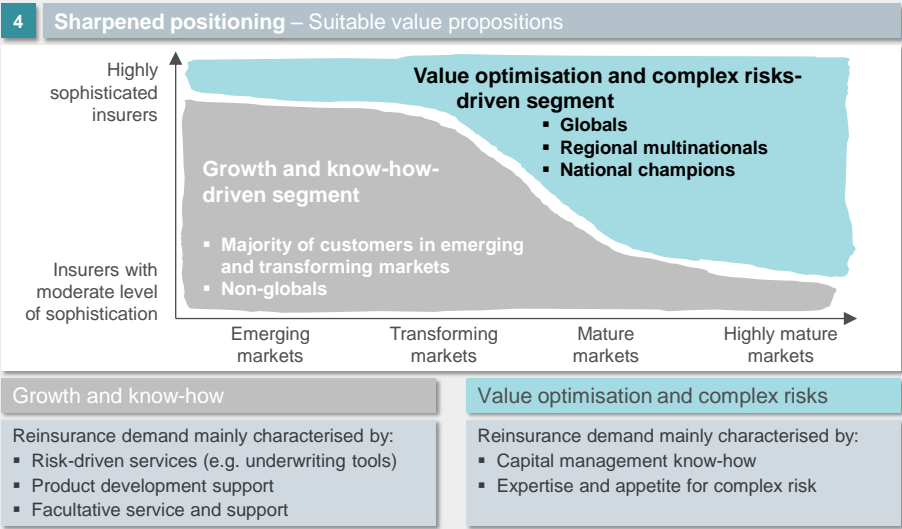 4 Sharpened positioning – Suitable value propositions
Highly
sophisticated
insurers
Value optimisation and complex risks-
driven segment
▪ Globals
▪ Regional multinationals
▪ National champions
Growth and know-how-
driven segment
▪ Majority of customers in emerging
and transforming markets
▪ Non-globals
Insurers with
moderate level
of sophistication
Emerging
markets
Transforming
markets
Mature
markets
Highly mature
markets
Growth and know-how
Reinsurance demand mainly characterised by:
▪ Risk-driven services (e.g. underwriting tools)
▪ Product development support
▪ Facultative service and support
Value optimisation and complex risks
Reinsurance demand mainly characterised by:
▪ Capital management know-how
▪ Expertise and appetite for complex risk